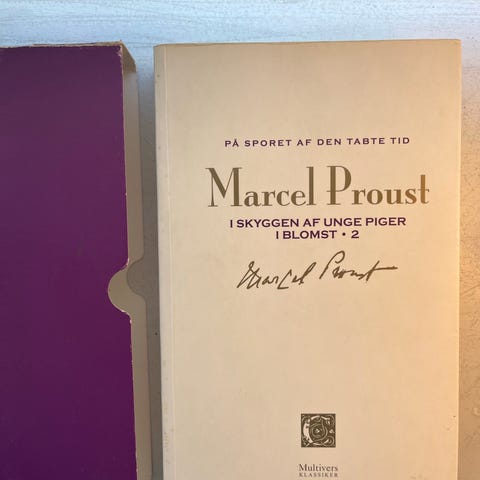 PÅ SPORET AF DEN TABTE TID
Marcel Proust
I SKYGGEN AF UNGE PIGER
I BLOMST • 2
Marcel Proust
Multivers
KLASSIKER